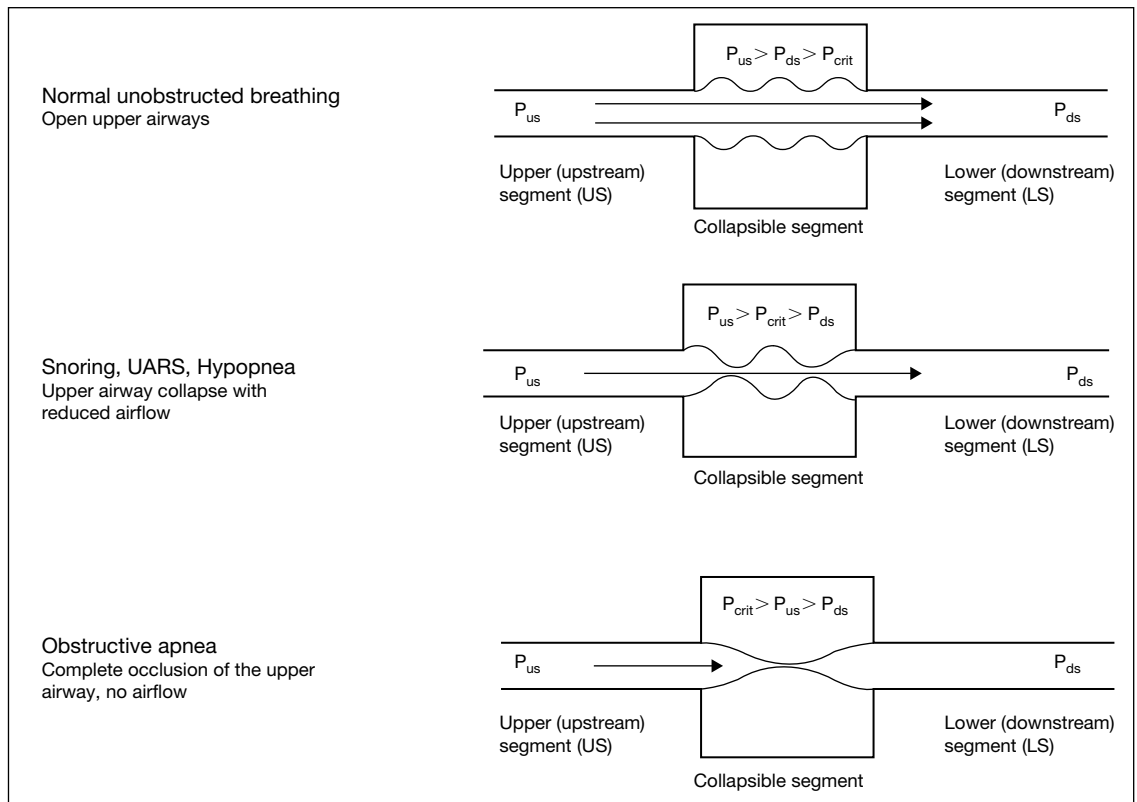 Normal unobstructed breathing
Open upper airways
P_us > P_ds > P_crit
P_us
P_ds
Upper (upstream)
segment (US)
Lower (downstream)
segment (LS)
Collapsible segment
Snoring, UARS, Hypopnea
Upper airway collapse with
reduced airflow
P_us > P_crit > P_ds
P_us
P_ds
Upper (upstream)
segment (US)
Lower (downstream)
segment (LS)
Collapsible segment
Obstructive apnea
Complete occlusion of the upper
airway, no airflow
P_crit > P_us > P_ds
P_us
P_ds
Upper (upstream)
segment (US)
Lower (downstream)
segment (LS)
Collapsible segment